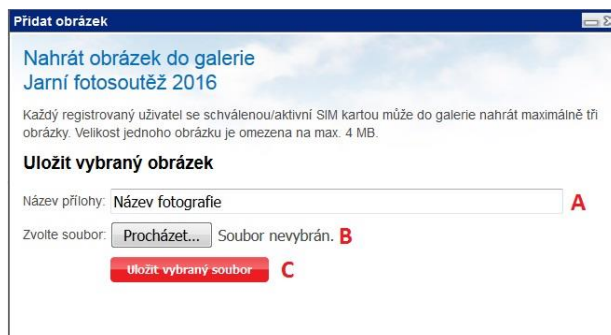 Přidat obrázek
Nahrát obrázek do galerie
Jarní fotosoutěž 2016
Každý registrovaný uživatel se schválenou/aktivní SIM kartou může do galerie nahrát maximálně tři
obrázky. Velikost jednoho obrázku je omezena na max. 4 MB.
Uložit vybraný obrázek
Název přílohy: Název fotografie A
Zvolte soubor: Procházet... Soubor nevybrán. B
Uložit vybraný soubor C